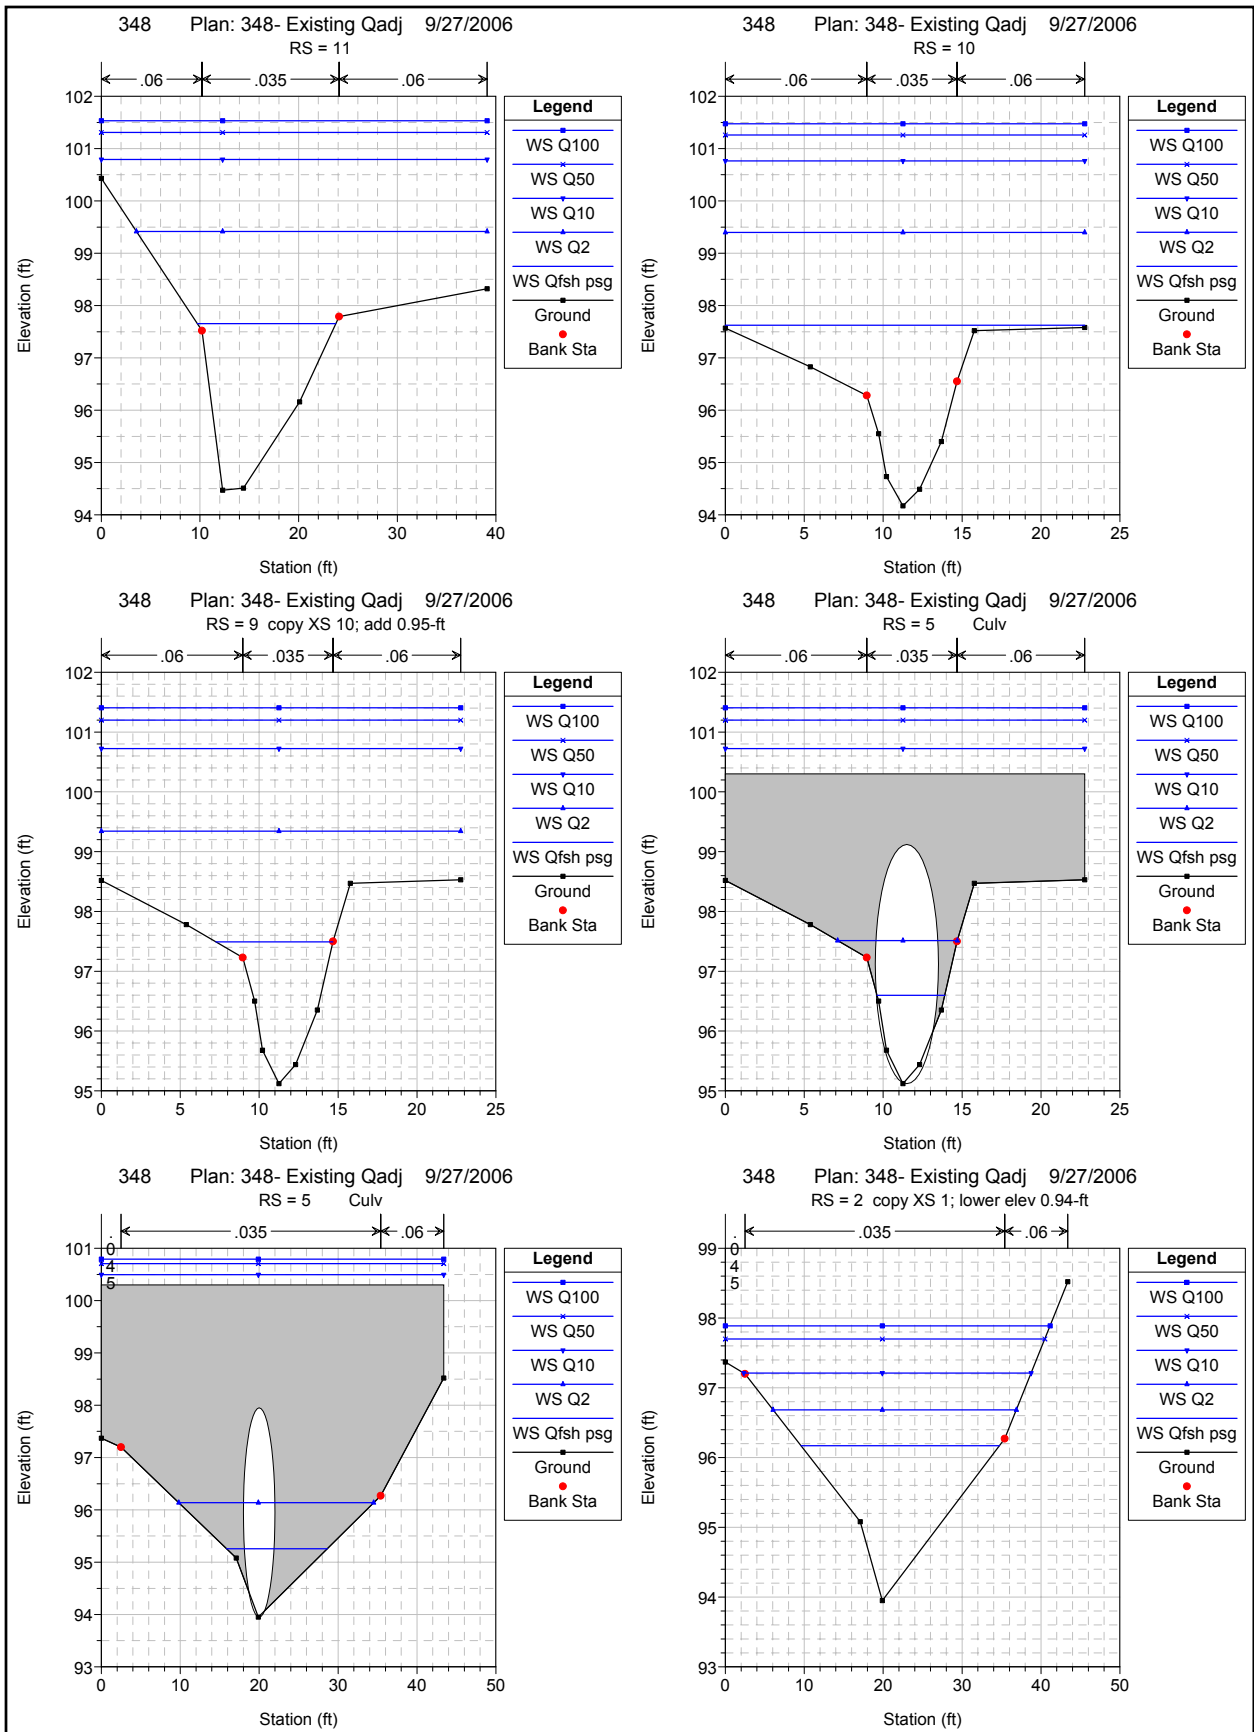 348 Plan: 348- Existing Qadj 9/27/2006
RS = 11
.06 .035 .06
102
101
100
99
98
97
96
95
94
0 10 20 30 40
Station (ft)
Elevation (ft)
Legend
WS Q100
WS Q50
WS Q10
WS Q2
WS Qfsh psg
Ground
Bank Sta
348 Plan: 348- Existing Qadj 9/27/2006
RS = 10
.06 .035 .06
102
101
100
99
98
97
96
95
94
0 5 10 15 20 25
Station (ft)
Elevation (ft)
Legend
WS Q100
WS Q50
WS Q10
WS Q2
WS Qfsh psg
Ground
Bank Sta
348 Plan: 348- Existing Qadj 9/27/2006
RS = 9 copy XS 10; add 0.95-ft
.06 .035 .06
102
101
100
99
98
97
96
95
0 5 10 15 20 25
Station (ft)
Elevation (ft)
Legend
WS Q100
WS Q50
WS Q10
WS Q2
WS Qfsh psg
Ground
Bank Sta
348 Plan: 348- Existing Qadj 9/27/2006
RS = 5 Culv
.06 .035 .06
102
101
100
99
98
97
96
95
0 5 10 15 20 25
Station (ft)
Elevation (ft)
Legend
WS Q100
WS Q50
WS Q10
WS Q2
WS Qfsh psg
Ground
Bank Sta
348 Plan: 348- Existing Qadj 9/27/2006
RS = 5 Culv
.045 .035 .06
101
100
99
98
97
96
95
94
93
0 10 20 30 40 50
Station (ft)
Elevation (ft)
Legend
WS Q100
WS Q50
WS Q10
WS Q2
WS Qfsh psg
Ground
Bank Sta
348 Plan: 348- Existing Qadj 9/27/2006
RS = 2 copy XS 1; lower elev 0.94-ft
.045 .035 .06
99
98
97
96
95
94
93
0 10 20 30 40 50
Station (ft)
Elevation (ft)
Legend
WS Q100
WS Q50
WS Q10
WS Q2
WS Qfsh psg
Ground
Bank Sta